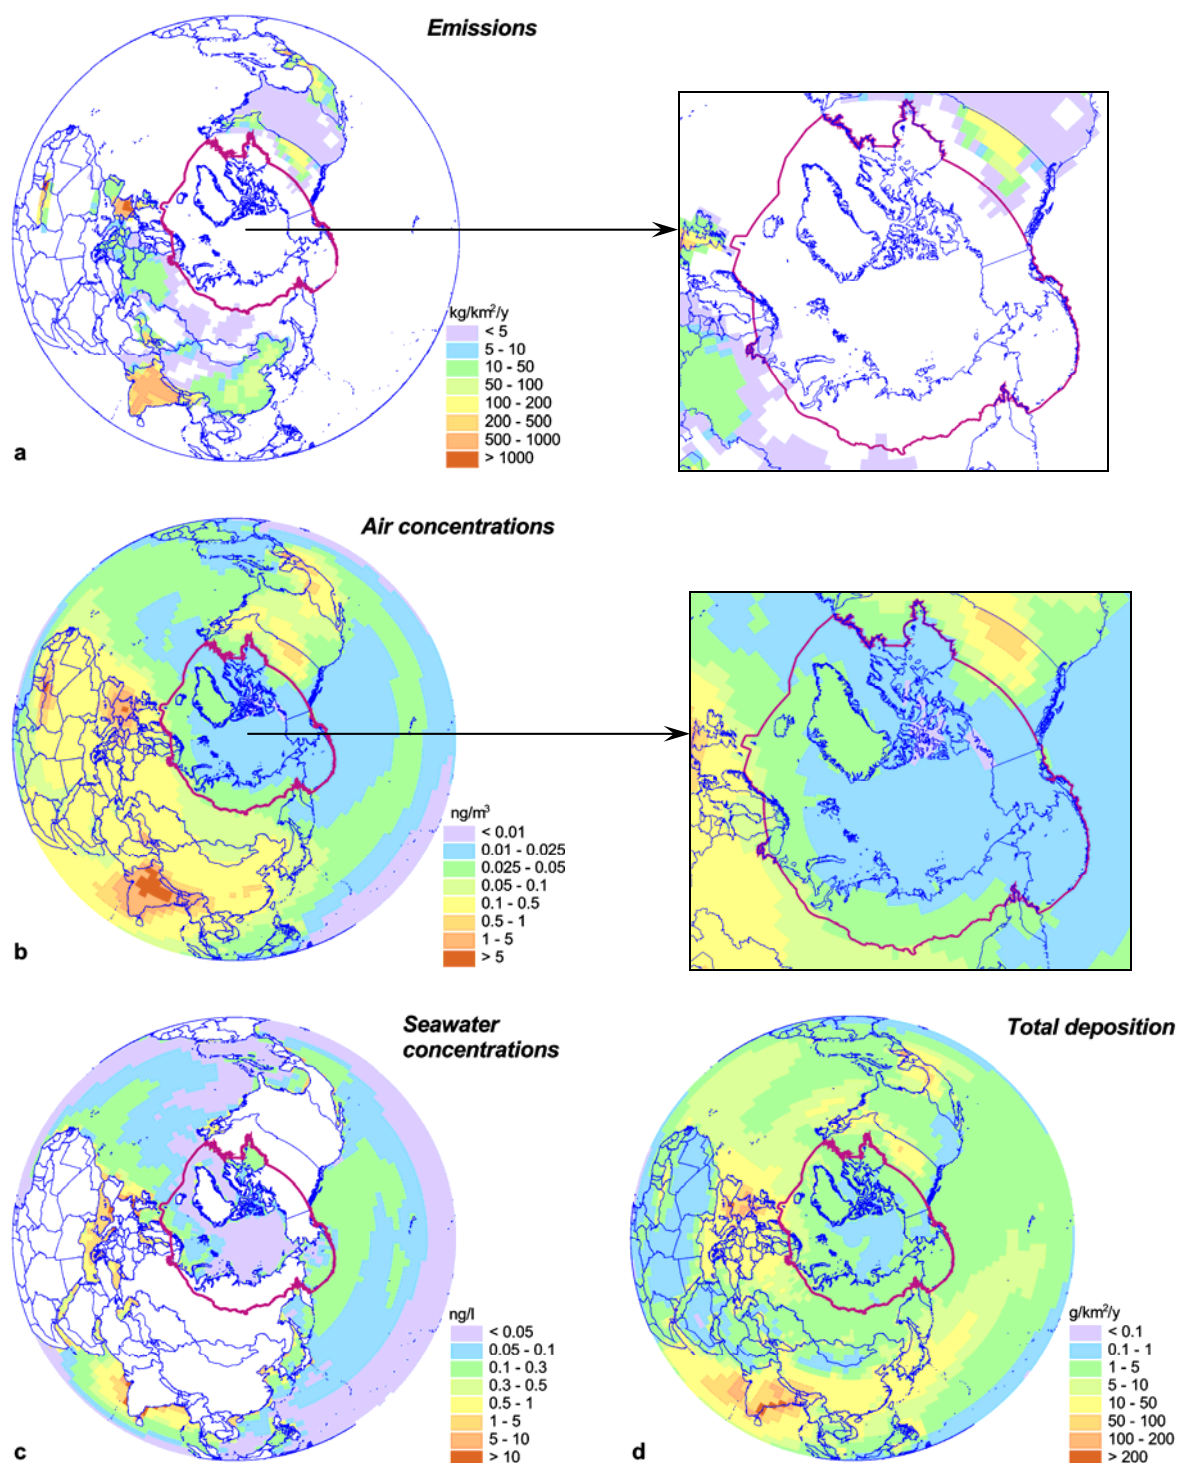 Emissions
kg/km²/y
< 5
5 - 10
10 - 50
50 - 100
100 - 200
200 - 500
500 - 1000
> 1000
a
Air concentrations
ng/m³
< 0.01
0.01 - 0.025
0.025 - 0.05
0.05 - 0.1
0.1 - 0.5
0.5 - 1
1 - 5
> 5
b
Seawater
concentrations
ng/l
< 0.05
0.05 - 0.1
0.1 - 0.3
0.3 - 0.5
0.5 - 1
1 - 5
5 - 10
> 10
c
Total deposition
g/km²/y
< 0.1
0.1 - 1
1 - 5
5 - 10
10 - 50
50 - 100
100 - 200
> 200
d